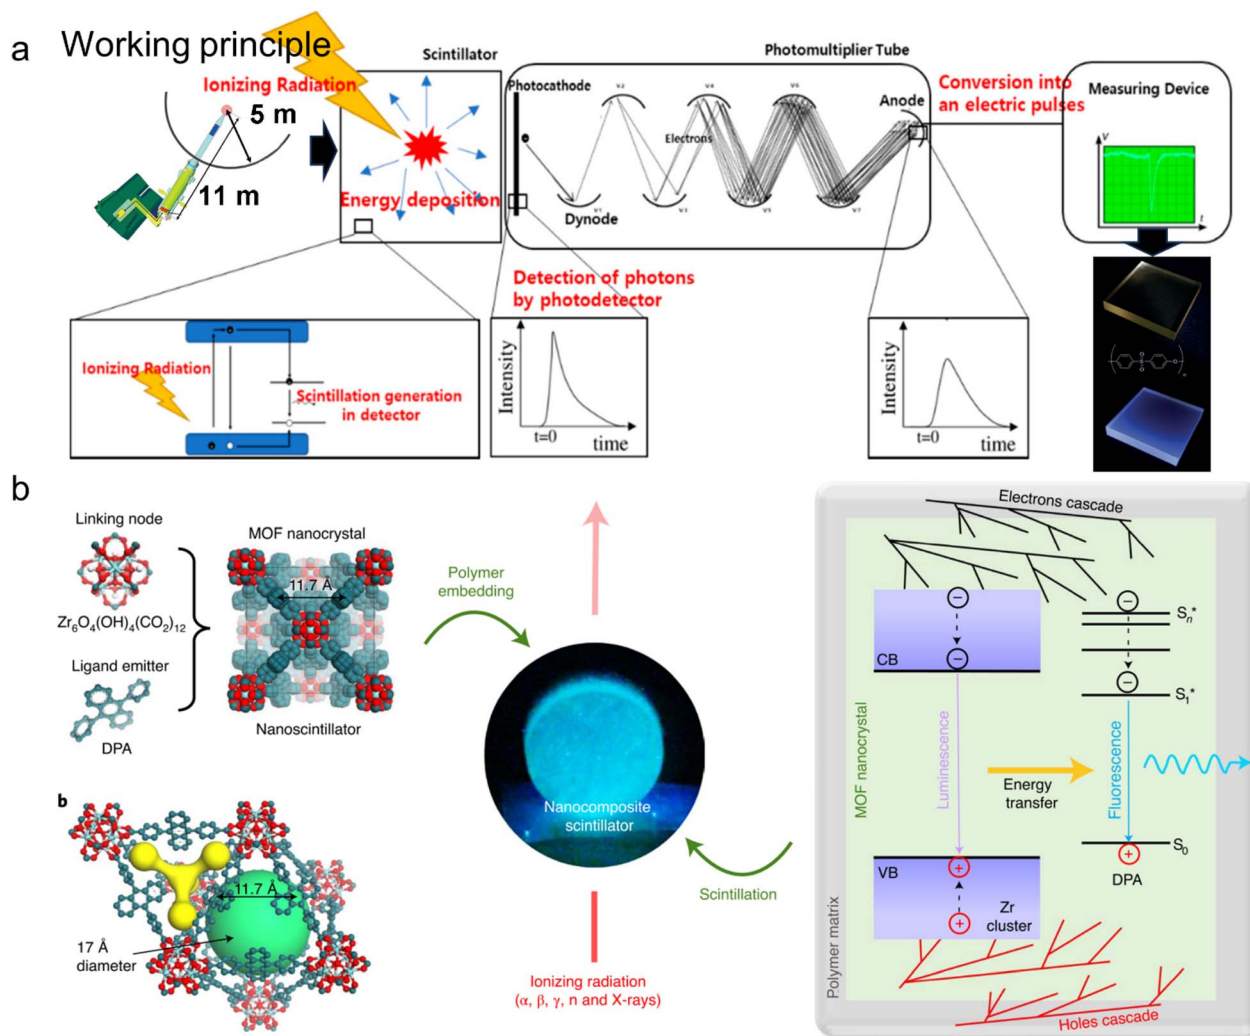 a
Working principle
Ionizing Radiation
5 m
11 m
Scintillator
Energy deposition
Photomultiplier Tube
Photocathode
Electrons
Dynode
Anode
Conversion into
an electric pulses
Measuring Device
V
t
Detection of photons
by photodetector
Ionizing Radiation
Scintillation generation
in detector
Intensity
t=0
time
Intensity
t=0
time
b
Linking node
Zr₆O₄(OH)₄(CO₂)₁₂
Ligand emitter
DPA
MOF nanocrystal
11.7 Å
Nanoscintillator
Polymer
embedding
Nanocomposite
scintillator
Scintillation
Ionizing radiation
(α, β, γ, n and X-rays)
b
11.7 Å
17 Å
diameter
Polymer matrix
MOF nanocrystal
Electrons cascade
CB
Luminescence
VB
Zr
cluster
Energy
transfer
Sₙ*
S₁*
Fluorescence
S₀
DPA
Holes cascade